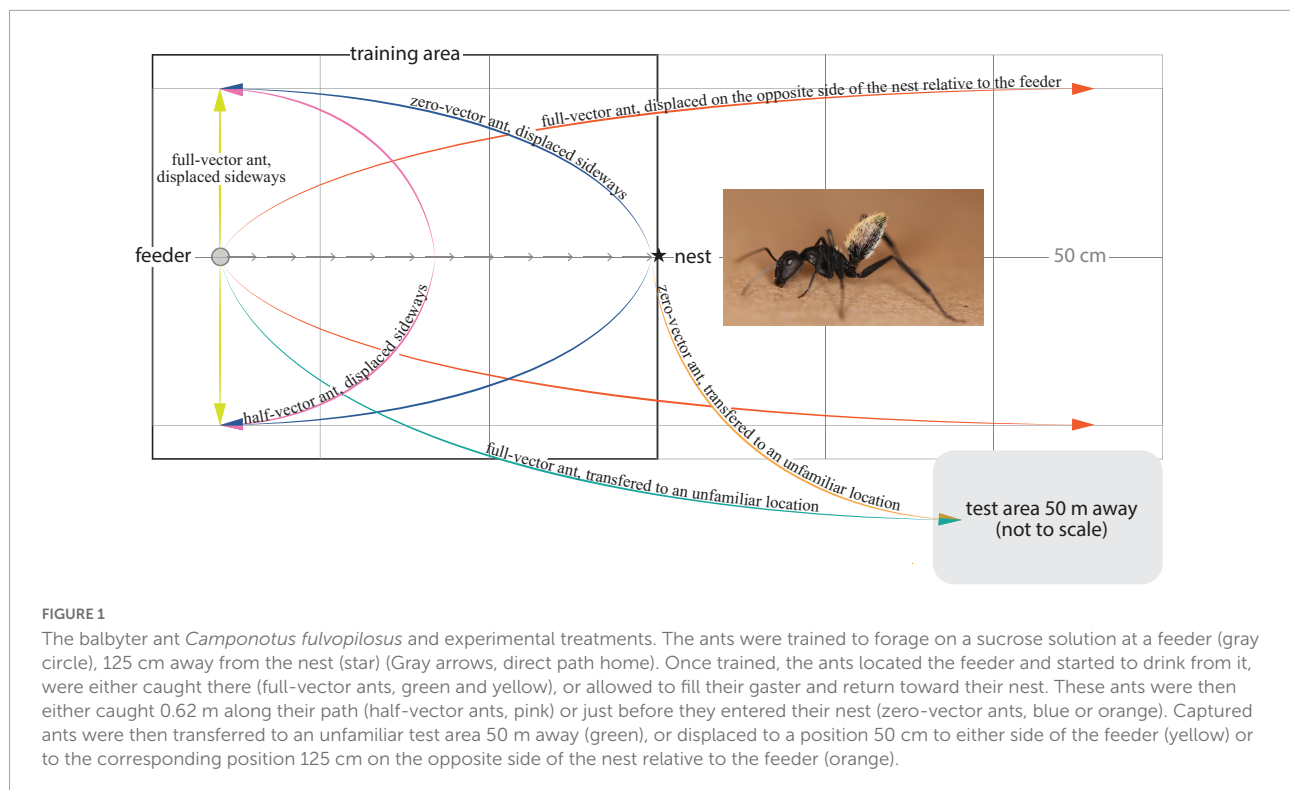 training area
zero-vector ant, displaced sideways
full-vector ant, displaced on the opposite side of the nest relative to the feeder
full-vector ant,
displaced sideways
feeder
nest
50 cm
half-vector ant, displaced sideways
zero-vector ant, transfered to an unfamiliar location
full-vector ant, transfered to an unfamiliar location
test area 50 m away
(not to scale)
FIGURE 1
The balbyter ant Camponotus fulvopilosus and experimental treatments. The ants were trained to forage on a sucrose solution at a feeder (gray
circle), 125 cm away from the nest (star) (Gray arrows, direct path home). Once trained, the ants located the feeder and started to drink from it,
were either caught there (full-vector ants, green and yellow), or allowed to fill their gaster and return toward their nest. These ants were then
either caught 0.62 m along their path (half-vector ants, pink) or just before they entered their nest (zero-vector ants, blue or orange). Captured
ants were then transferred to an unfamiliar test area 50 m away (green), or displaced to a position 50 cm to either side of the feeder (yellow) or
to the corresponding position 125 cm on the opposite side of the nest relative to the feeder (orange).